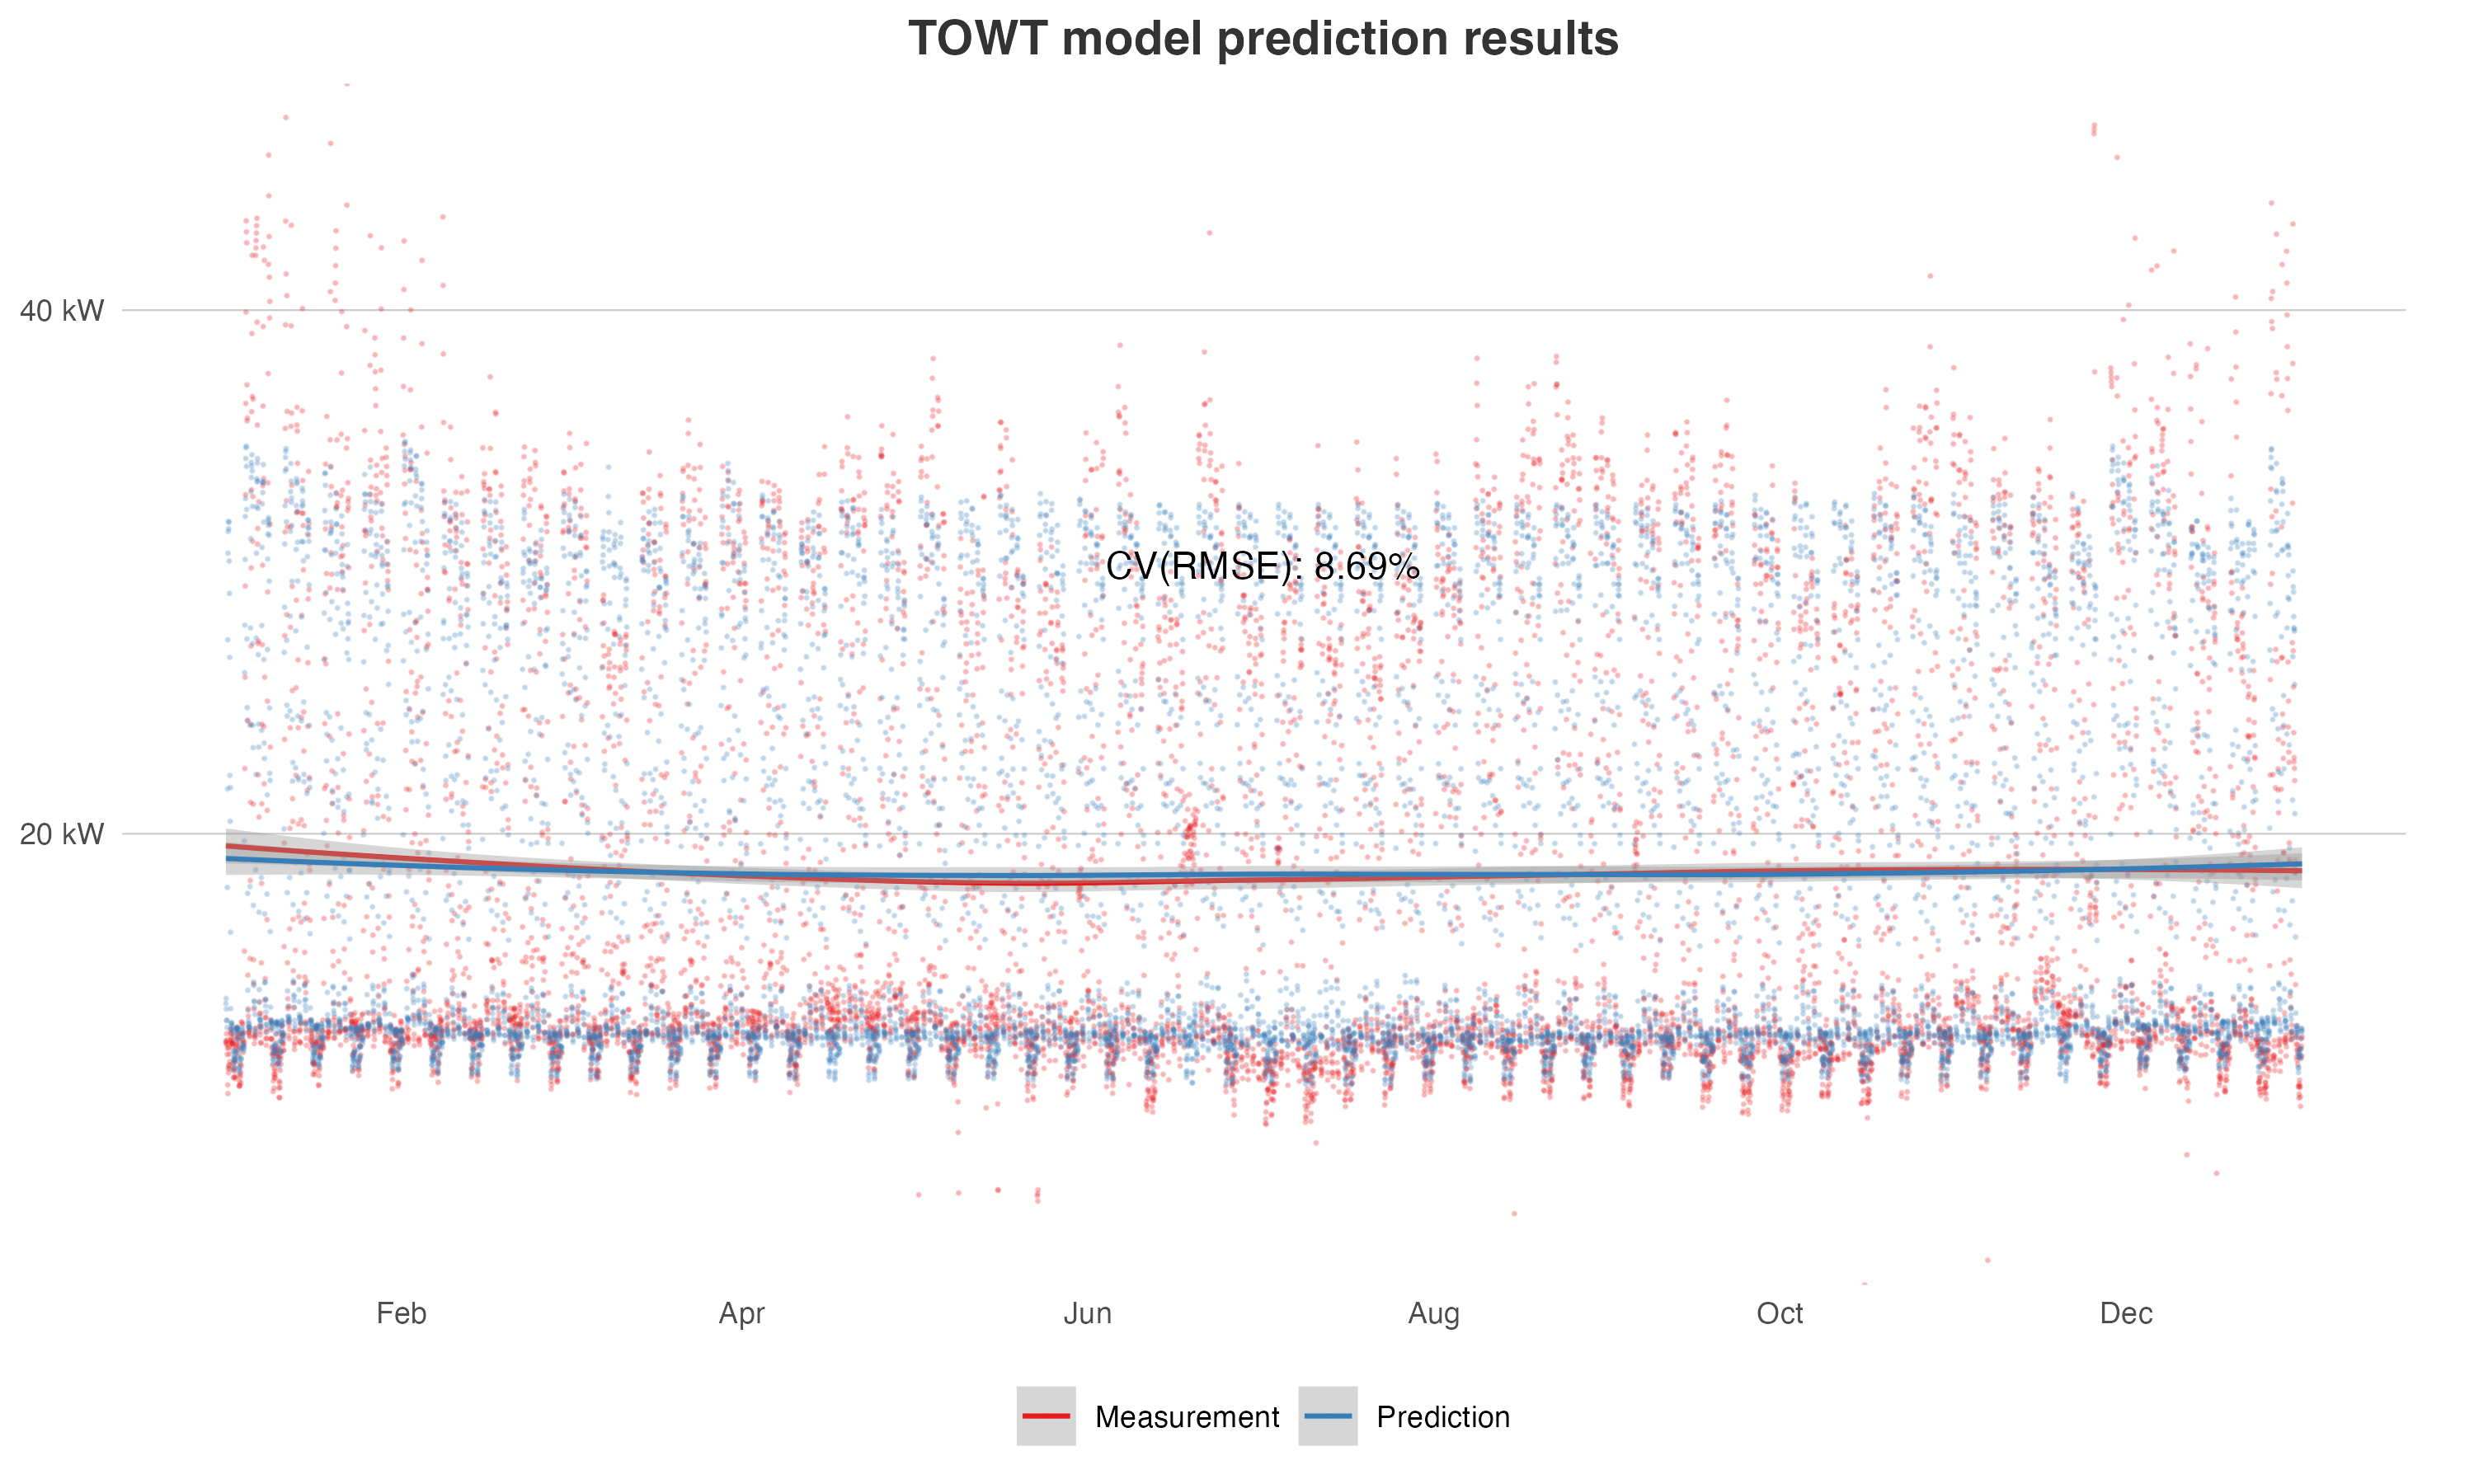 TOWT model prediction results
40 kW
CV(RMSE): 8.69%
20 kW
Feb Apr Jun Aug Oct Dec
Measurement Prediction